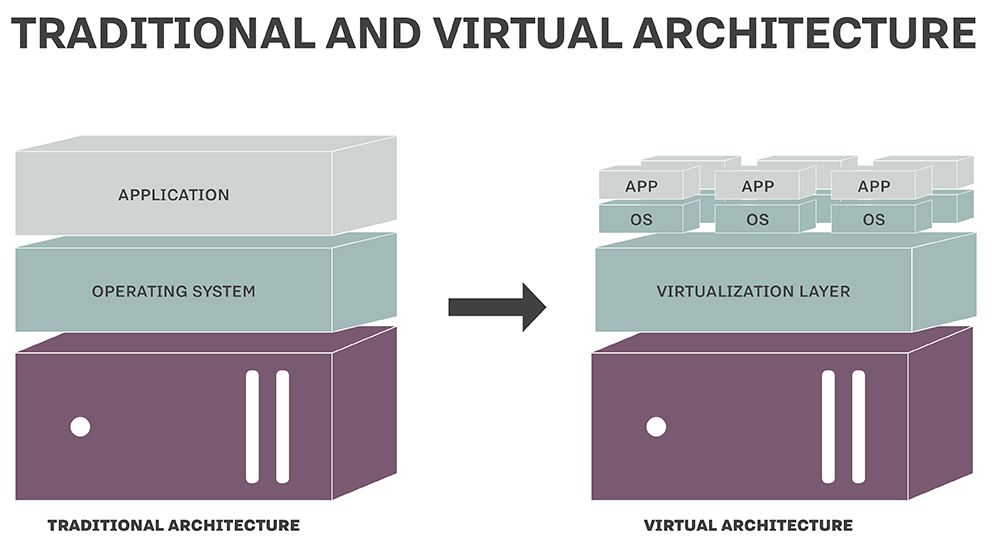 TRADITIONAL AND VIRTUAL ARCHITECTURE
APPLICATION
OPERATING SYSTEM
TRADITIONAL ARCHITECTURE
APP
APP
APP
OS
OS
OS
VIRTUALIZATION LAYER
VIRTUAL ARCHITECTURE